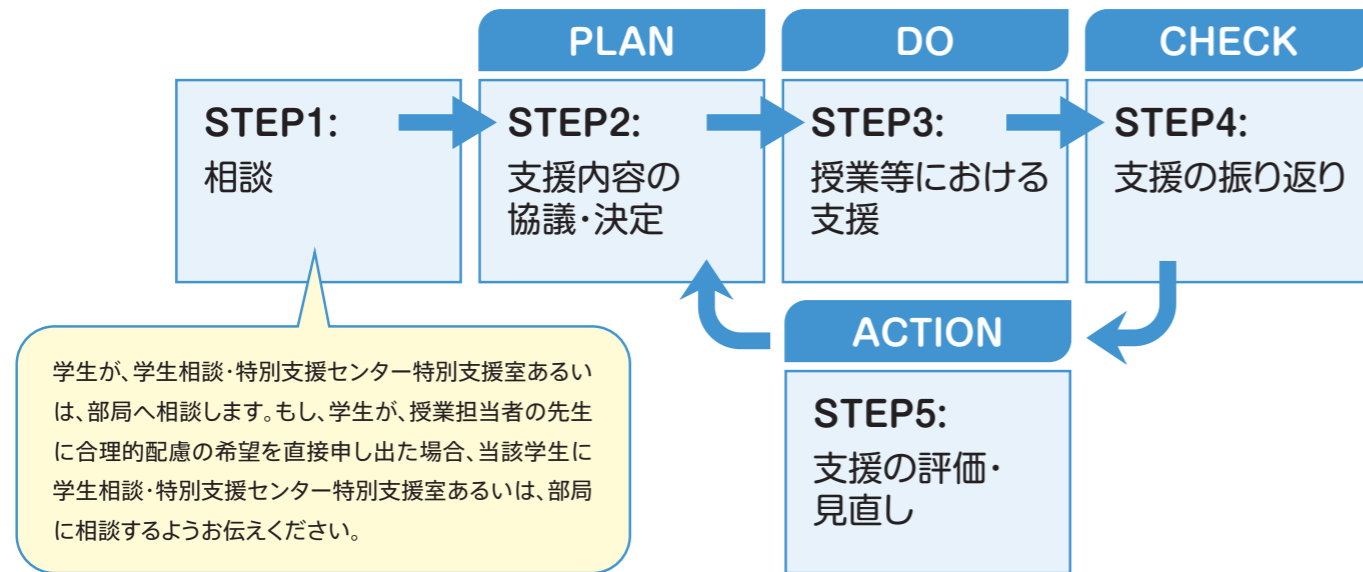 PLAN
DO
CHECK
STEP1:
相談
STEP2:
支援内容の
協議・決定
STEP3:
授業等における
支援
STEP4:
支援の振り返り
ACTION
STEP5:
支援の評価・
見直し
学生が、学生相談・特別支援センター特別支援室あるい
は、部局へ相談します。もし、学生が、授業担当者の先生
に合理的配慮の希望を直接申し出た場合、当該学生に
学生相談・特別支援センター特別支援室あるいは、部局
に相談するようお伝えください。